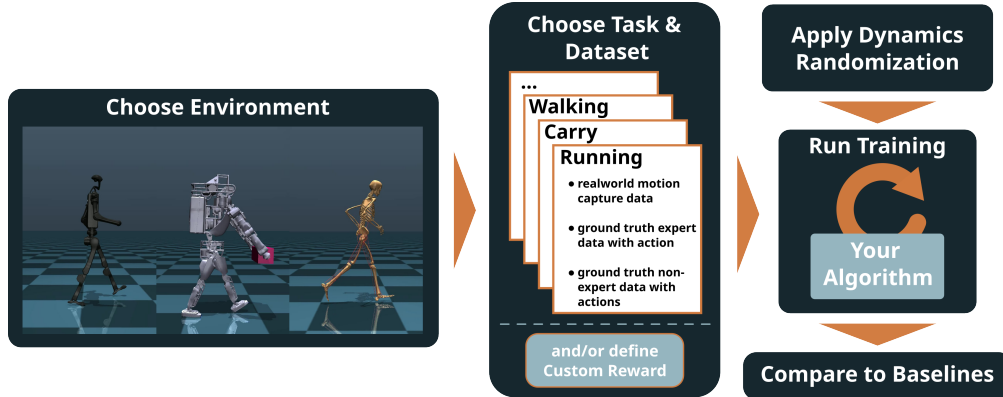 Choose Environment
Choose Task &
Dataset
...
Walking
Carry
Running
• realworld motion
capture data
• ground truth expert
data with action
• ground truth non-
expert data with
actions
and/or define
Custom Reward
Apply Dynamics
Randomization
Run Training
Your
Algorithm
Compare to Baselines